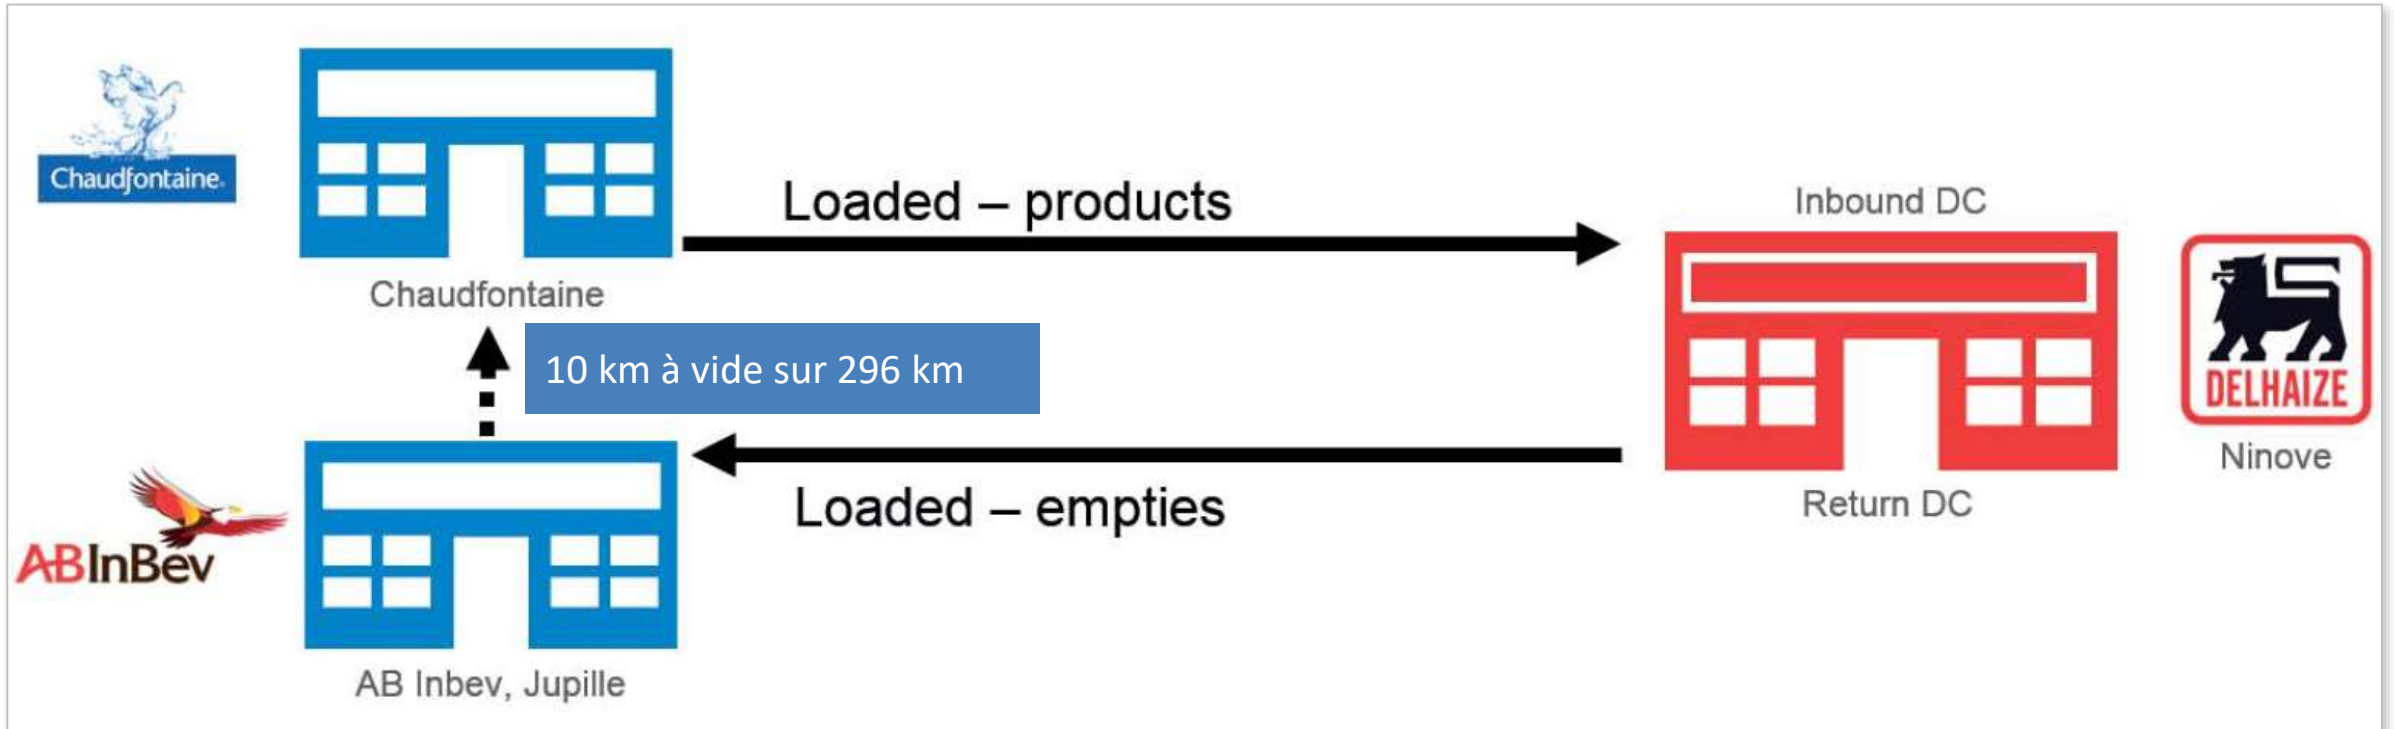 Chaudfontaine
Loaded – products
Inbound DC
Chaudfontaine
10 km à vide sur 296 km
DELHAIZE
Ninove
Loaded – empties
Return DC
ABInBev
AB Inbev, Jupille